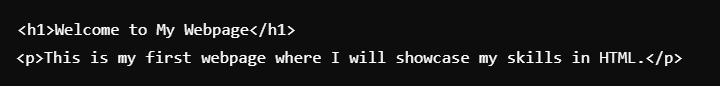 <h1>Welcome to My Webpage</h1>
<p>This is my first webpage where I will showcase my skills in HTML.</p>